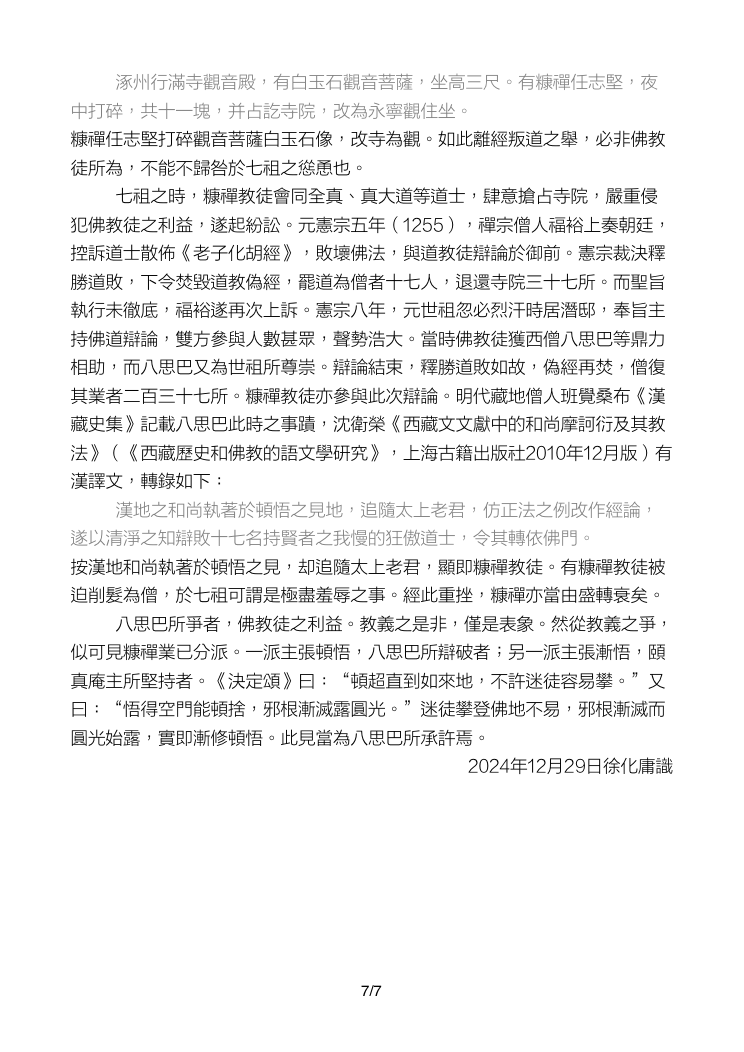 涿州行滿寺觀音殿，有白玉石觀音菩薩，坐高三尺。有糠禪任志堅，夜
中打碎，共十一塊，并占訖寺院，改為永寧觀住坐。
糠禪任志堅打碎觀音菩薩白玉石像，改寺為觀。如此離經叛道之舉，必非佛教
徒所為，不能不歸咎於七祖之慫恿也。
七祖之時，糠禪教徒會同全真、真大道等道士，肆意搶占寺院，嚴重侵
犯佛教徒之利益，遂起紛訟。元憲宗五年（1255），禪宗僧人福裕上奏朝廷，
控訴道士散佈《老子化胡經》，敗壞佛法，與道教徒辯論於御前。憲宗裁決釋
勝道敗，下令焚毀道教偽經，罷道為僧者十七人，退還寺院三十七所。而聖旨
執行未徹底，福裕遂再次上訴。憲宗八年，元世祖忽必烈汗時居潛邸，奉旨主
持佛道辯論，雙方參與人數甚眾，聲勢浩大。當時佛教徒獲西僧八思巴等鼎力
相助，而八思巴又為世祖所尊崇。辯論結束，釋勝道敗如故，偽經再焚，僧復
其業者二百三十七所。糠禪教徒亦參與此次辯論。明代藏地僧人班覺桑布《漢
藏史集》記載八思巴此時之事蹟，沈衛榮《西藏文文獻中的和尚摩訶衍及其教
法》（《西藏歷史和佛教的語文學研究》，上海古籍出版社2010年12月版）有
漢譯文，轉錄如下：
漢地之和尚執著於頓悟之見地，追隨太上老君，仿正法之例改作經論，
遂以清淨之知辯敗十七名持賢者之我慢的狂傲道士，令其轉依佛門。
按漢地和尚執著於頓悟之見，却追隨太上老君，顯即糠禪教徒。有糠禪教徒被
迫削髮為僧，於七祖可謂是極盡羞辱之事。經此重挫，糠禪亦當由盛轉衰矣。
八思巴所爭者，佛教徒之利益。教義之是非，僅是表象。然從教義之爭，
似可見糠禪業已分派。一派主張頓悟，八思巴所辯破者；另一派主張漸悟，頤
真庵主所堅持者。《決定頌》曰：“頓超直到如來地，不許迷徒容易攀。”又
曰：“悟得空門能頓捨，邪根漸滅露圓光。”迷徒攀登佛地不易，邪根漸滅而
圓光始露，實即漸修頓悟。此見當為八思巴所承許焉。
2024年12月29日徐化庸識
7/7